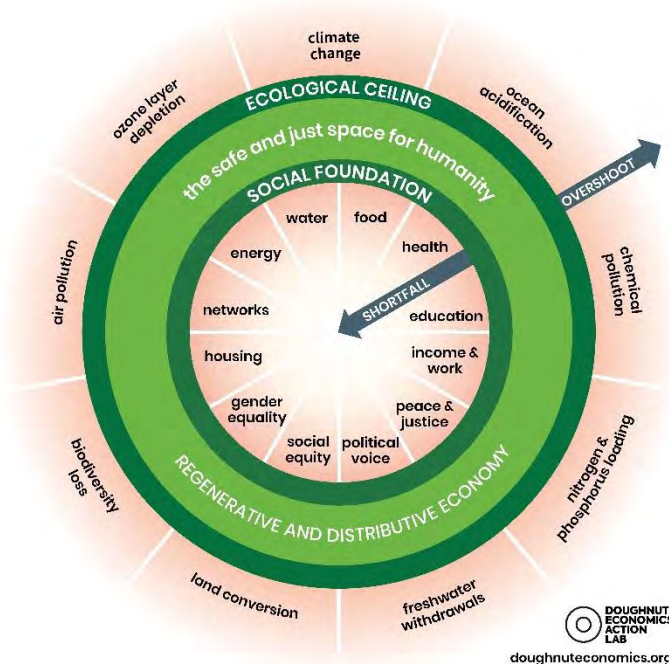 climate
change
ozone layer
depletion
ocean
acidification
ECOLOGICAL CEILING
the safe and just space for humanity
SOCIAL FOUNDATION
OVERSHOOT
water
food
energy
health
SHORTFALL
air pollution
chemical
pollution
networks
education
housing
income &
work
gender
equality
peace &
justice
social
equity
political
voice
biodiversity
loss
nitrogen &
phosphorus loading
REGENERATIVE AND DISTRIBUTIVE ECONOMY
land conversion
freshwater
withdrawals
DOUGHNUT
ECONOMICS
ACTION
LAB
doughnuteconomics.org